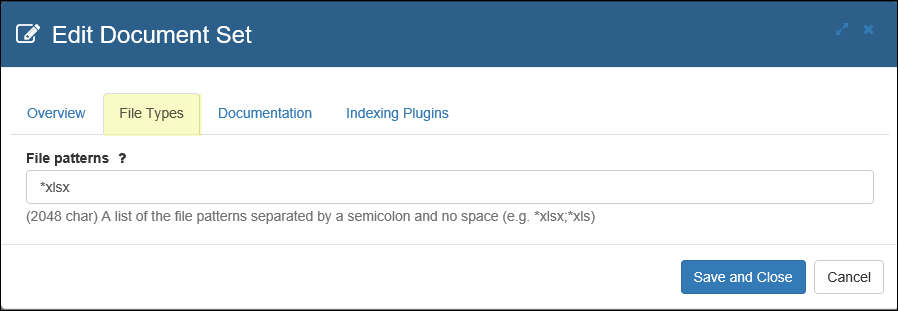 Edit Document Set
Overview File Types Documentation Indexing Plugins
File patterns ?
*xlsx
(2048 char) A list of the file patterns separated by a semicolon and no space (e.g. *xlsx;*xls)
Save and Close Cancel